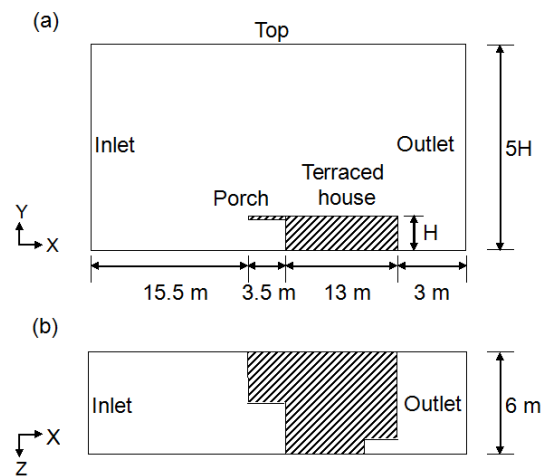 (a)
Top
Inlet
Outlet
5H
Terraced
house
Porch
Y
X
H
15.5 m
3.5 m
13 m
3 m
(b)
Inlet
Outlet
6 m
X
Z